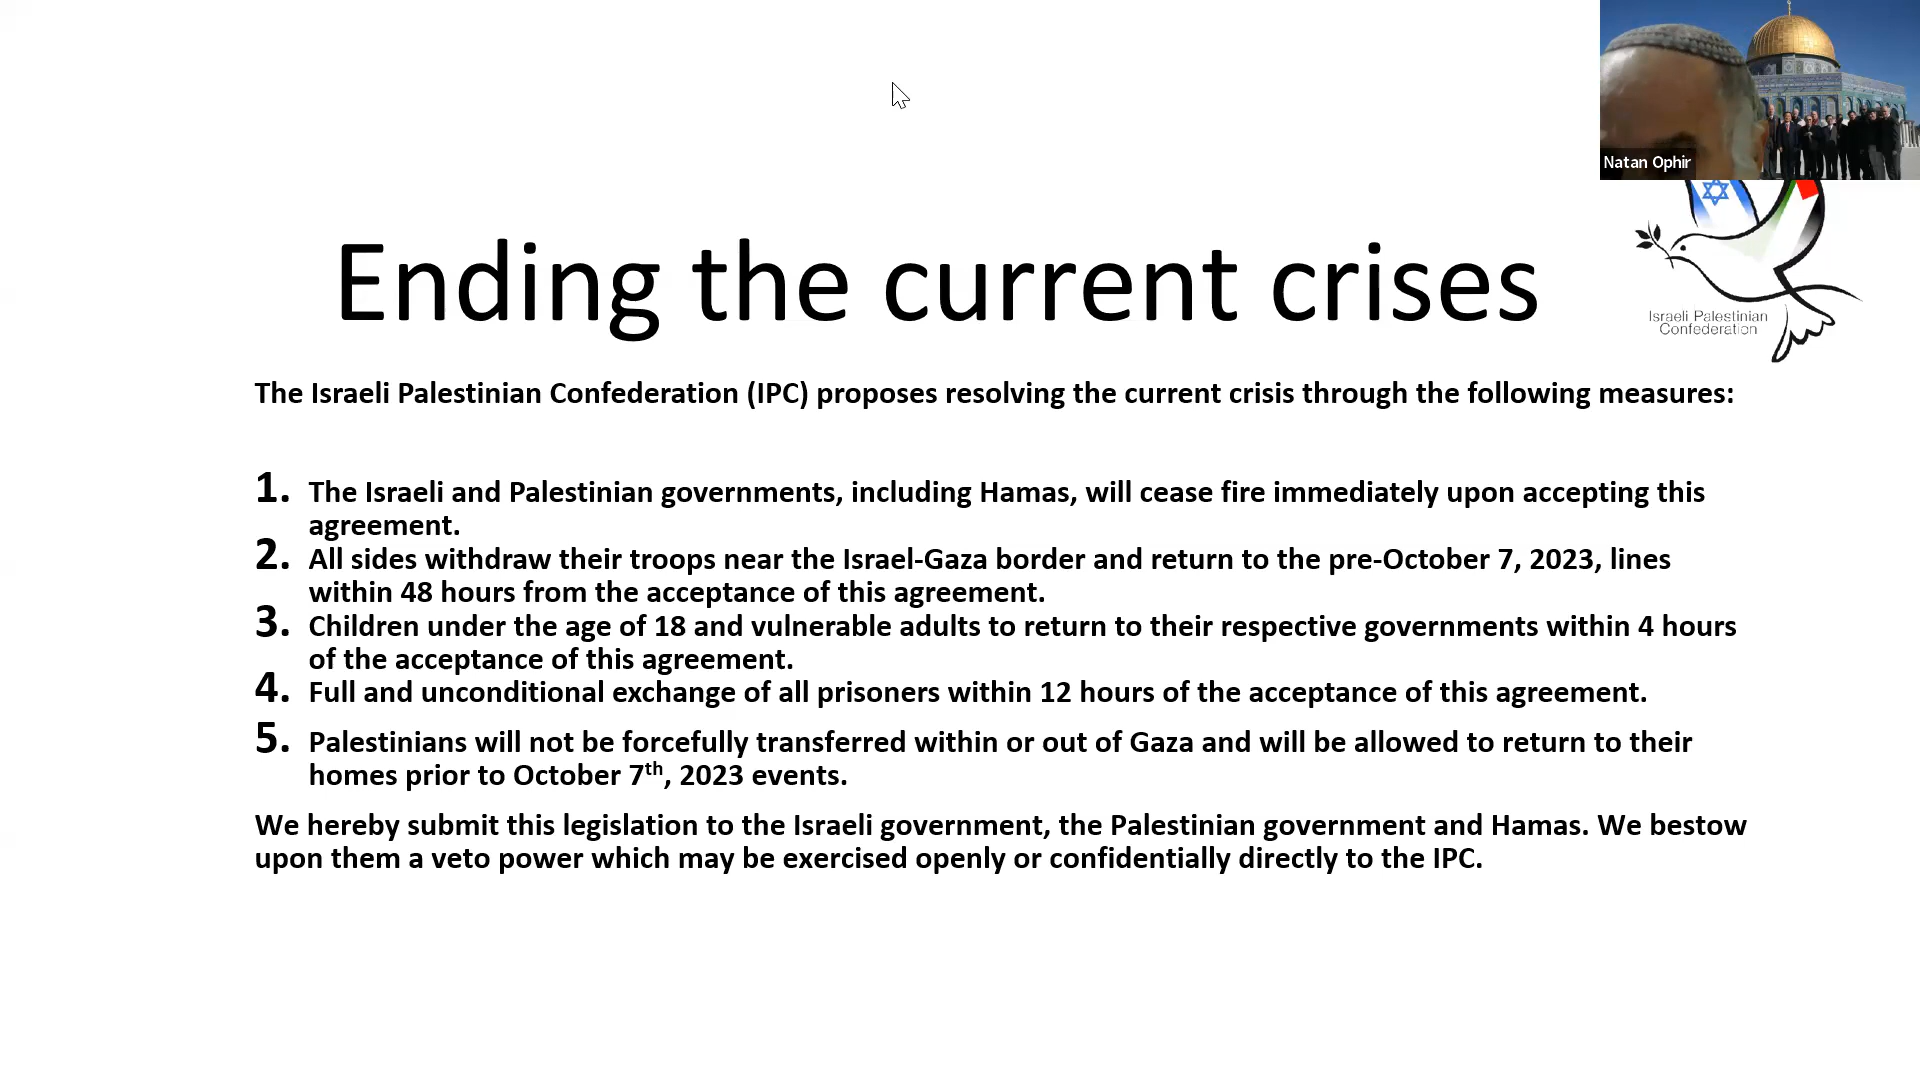 Natan Ophir
Ending the current crises
Israeli Palestinian
Confederation
The Israeli Palestinian Confederation (IPC) proposes resolving the current crisis through the following measures:
1. The Israeli and Palestinian governments, including Hamas, will cease fire immediately upon accepting this
agreement.
2. All sides withdraw their troops near the Israel-Gaza border and return to the pre-October 7, 2023, lines
within 48 hours from the acceptance of this agreement.
3. Children under the age of 18 and vulnerable adults to return to their respective governments within 4 hours
of the acceptance of this agreement.
4. Full and unconditional exchange of all prisoners within 12 hours of the acceptance of this agreement.
5. Palestinians will not be forcefully transferred within or out of Gaza and will be allowed to return to their
homes prior to October 7th, 2023 events.
We hereby submit this legislation to the Israeli government, the Palestinian government and Hamas. We bestow
upon them a veto power which may be exercised openly or confidentially directly to the IPC.